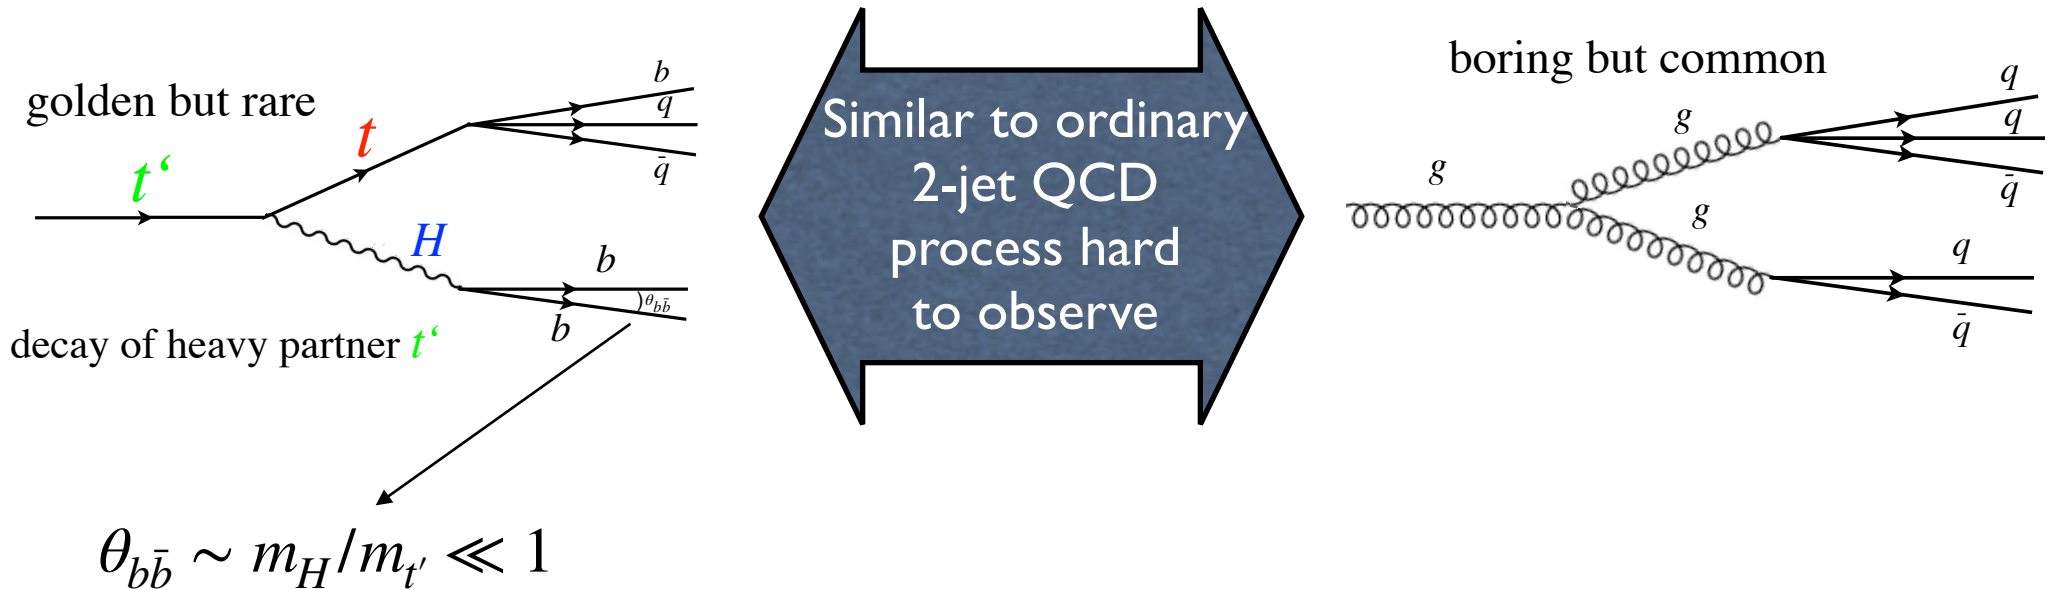 golden but rare
t‘
t
H
b
q
q̄
b
b
θ_{bb̄}
decay of heavy partner t‘
θ_{bb̄} ∼ m_H/m_{t′} ≪ 1
Similar to ordinary
2-jet QCD
process hard
to observe
boring but common
g
g
g
q
q
q̄
q
q̄